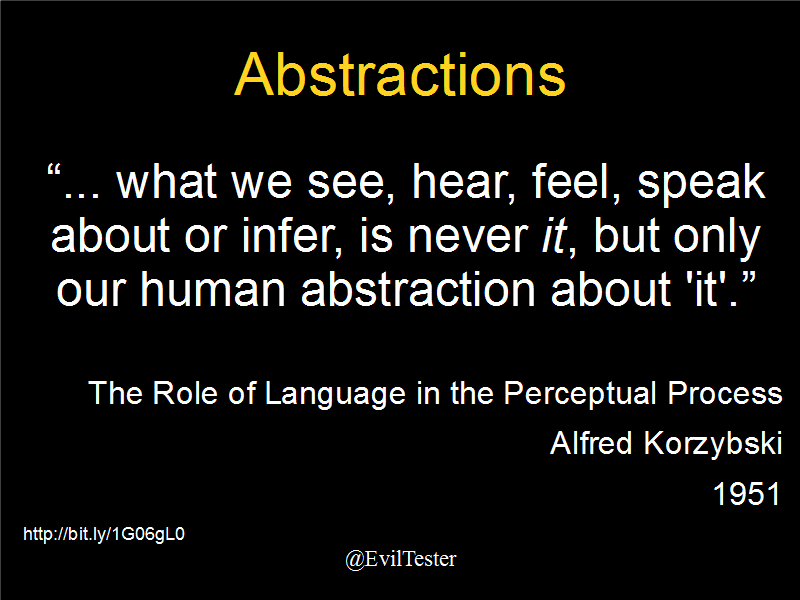 Abstractions
“... what we see, hear, feel, speak
about or infer, is never it, but only
our human abstraction about 'it'.”
The Role of Language in the Perceptual Process
Alfred Korzybski
1951
http://bit.ly/1G06gL0
@EvilTester